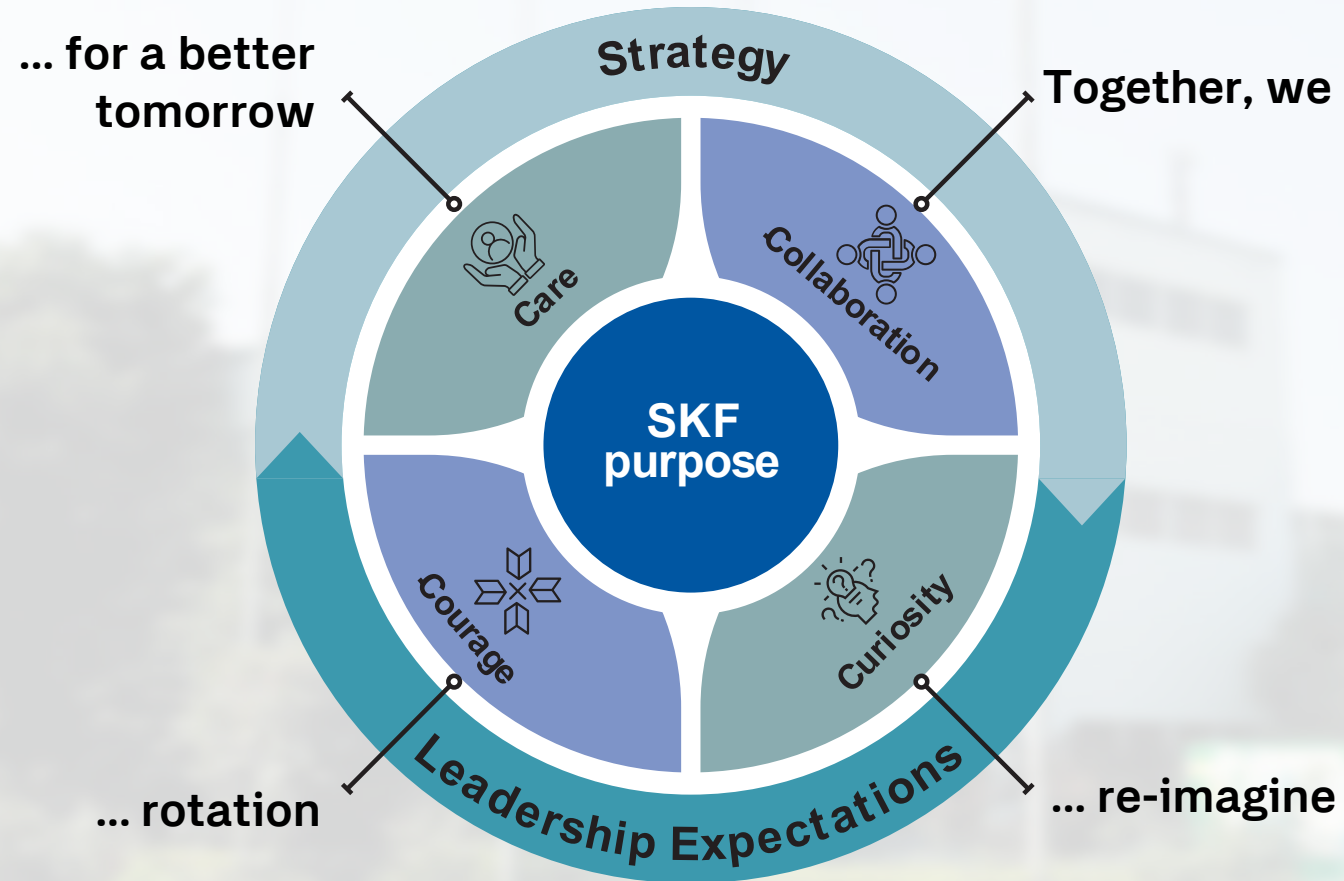 Strategy
... for a better
tomorrow
Together, we
Care
Collaboration
SKF
purpose
Courage
Curiosity
... rotation
... re-imagine
Leadership Expectations